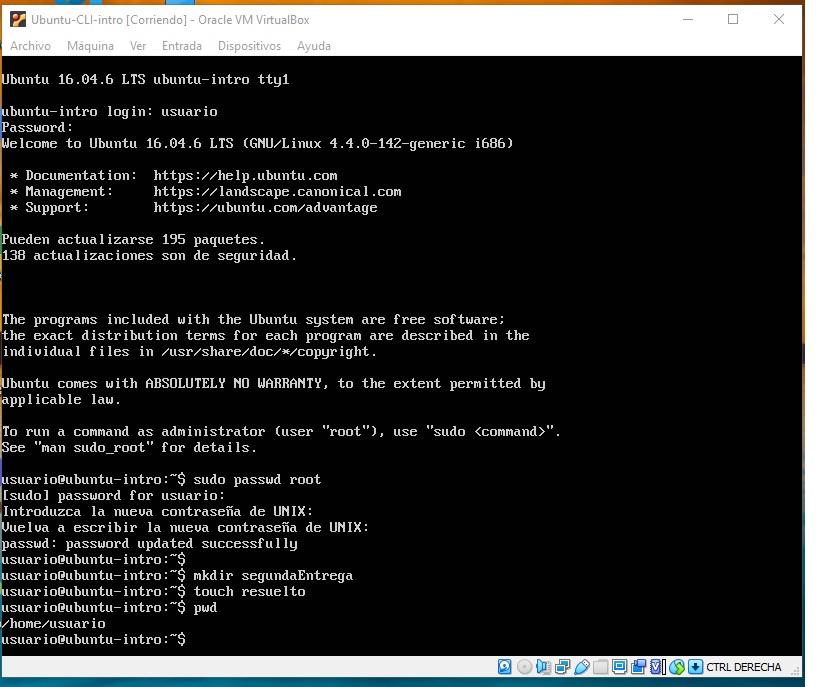 Ubuntu-CLI-intro [Corriendo] - Oracle VM VirtualBox
Archivo Máquina Ver Entrada Dispositivos Ayuda
Ubuntu 16.04.6 LTS ubuntu-intro tty1
ubuntu-intro login: usuario
Password:
Welcome to Ubuntu 16.04.6 LTS (GNU/Linux 4.4.0-142-generic i686)
* Documentation:  https://help.ubuntu.com
* Management:     https://landscape.canonical.com
* Support:        https://ubuntu.com/advantage
Pueden actualizarse 195 paquetes.
138 actualizaciones son de seguridad.
The programs included with the Ubuntu system are free software;
the exact distribution terms for each program are described in the
individual files in /usr/share/doc/*/copyright.
Ubuntu comes with ABSOLUTELY NO WARRANTY, to the extent permitted by
applicable law.
To run a command as administrator (user "root"), use "sudo <command>".
See "man sudo_root" for details.
usuario@ubuntu-intro:~$ sudo passwd root
[sudo] password for usuario:
Introduzca la nueva contraseña de UNIX:
Vuelva a escribir la nueva contraseña de UNIX:
passwd: password updated successfully
usuario@ubuntu-intro:~$
usuario@ubuntu-intro:~$ mkdir segundaEntrega
usuario@ubuntu-intro:~$ touch resuelto
usuario@ubuntu-intro:~$ pwd
/home/usuario
usuario@ubuntu-intro:~$
CTRL DERECHA